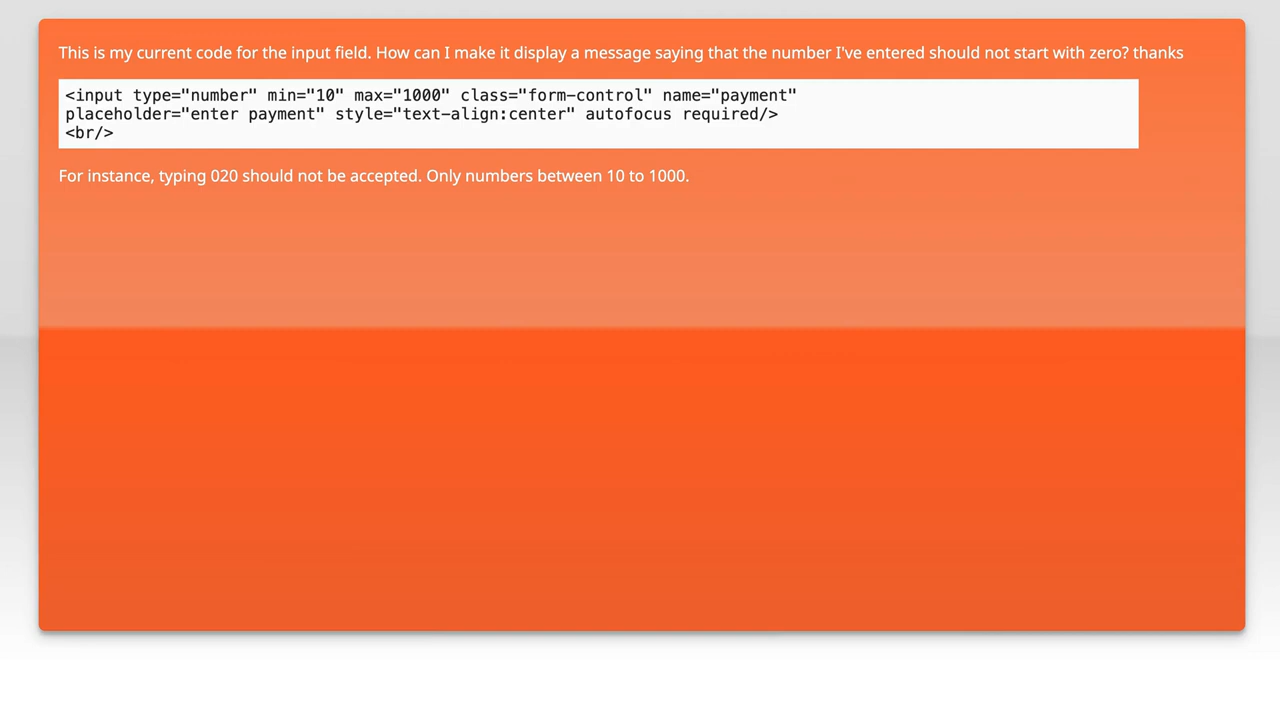 This is my current code for the input field. How can I make it display a message saying that the number I've entered should not start with zero? thanks
<input type="number" min="10" max="1000" class="form-control" name="payment"
placeholder="enter payment" style="text-align:center" autofocus required/>
<br/>
For instance, typing 020 should not be accepted. Only numbers between 10 to 1000.